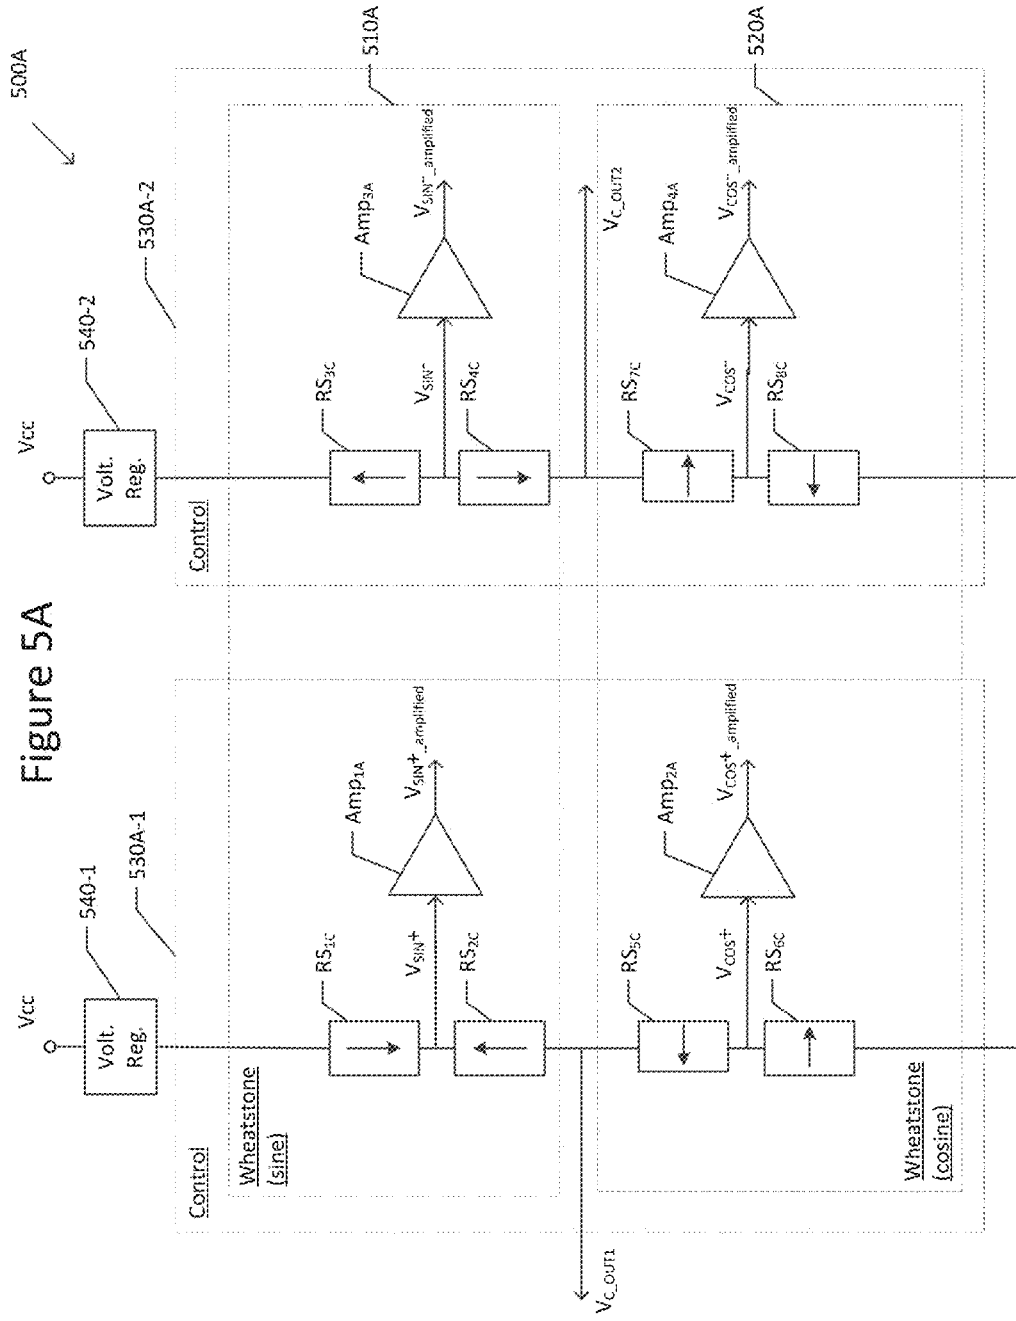 Figure 5A
500A
Vcc
Vcc
540-1
540-2
Volt.
Reg.
Volt.
Reg.
530A-1
530A-2
Control
Control
510A
Wheatstone
(sine)
RS1C
Amp1A
VSIN+
VSIN+_amplified
RS2C
RS3C
Amp3A
VSIN-
VSIN-_amplified
RS4C
VC_OUT1
VC_OUT2
520A
RS5C
Amp2A
VCOS+
VCOS+_amplified
RS6C
RS7C
Amp4A
VCOS-
VCOS-_amplified
RS8C
Wheatstone
(cosine)